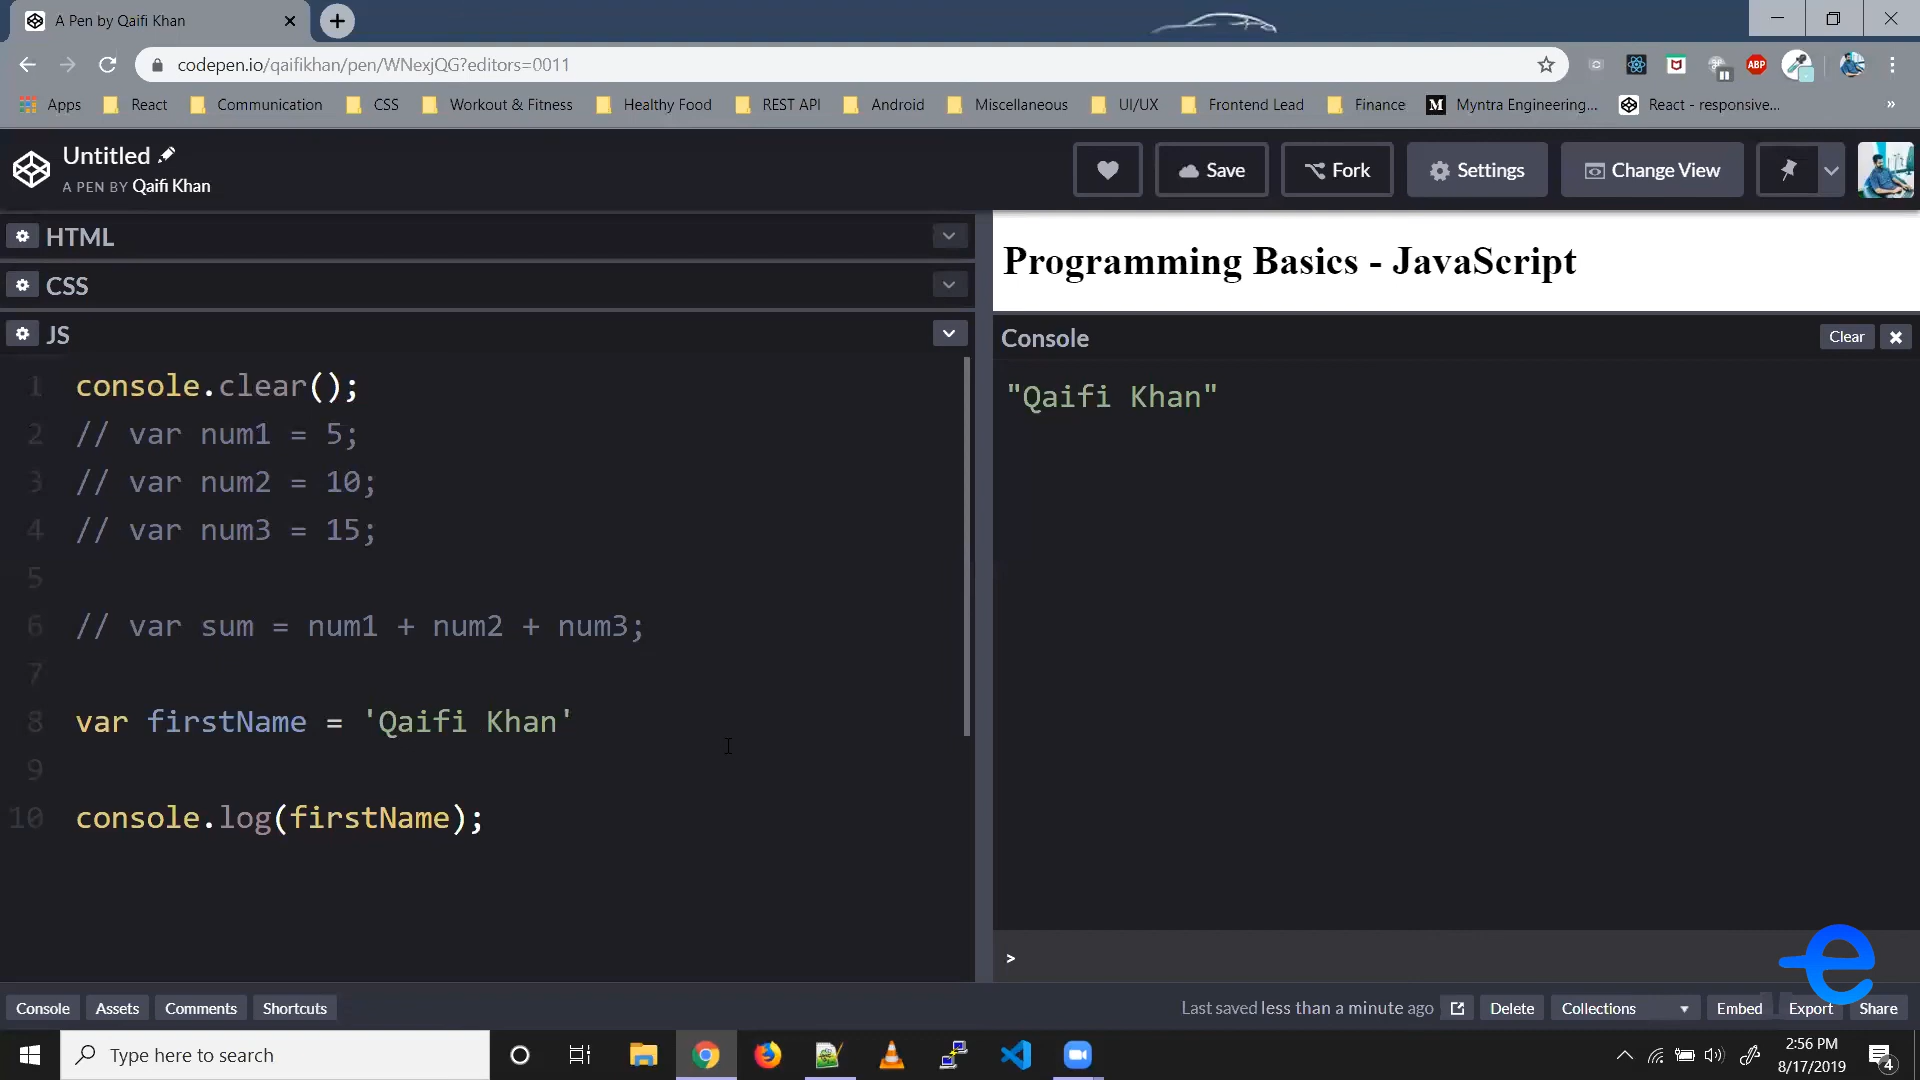 A Pen by Qaifi Khan
codepen.io/qaifikhan/pen/WNexjQG?editors=0011
ABP
Apps React Communication CSS Workout & Fitness Healthy Food REST API Android Miscellaneous UI/UX Frontend Lead Finance M Myntra Engineering... React - responsive... »
Untitled
A PEN BY Qaifi Khan
Save Fork Settings Change View
HTML
CSS
JS
1 console.clear();
2 // var num1 = 5;
3 // var num2 = 10;
4 // var num3 = 15;
5
6 // var sum = num1 + num2 + num3;
7
8 var firstName = 'Qaifi Khan'
9
10 console.log(firstName);
Programming Basics - JavaScript
Console Clear
"Qaifi Khan"
>
e
Console Assets Comments Shortcuts
Last saved less than a minute ago Delete Collections Embed Export Share
Type here to search
2:56 PM
8/17/2019
4